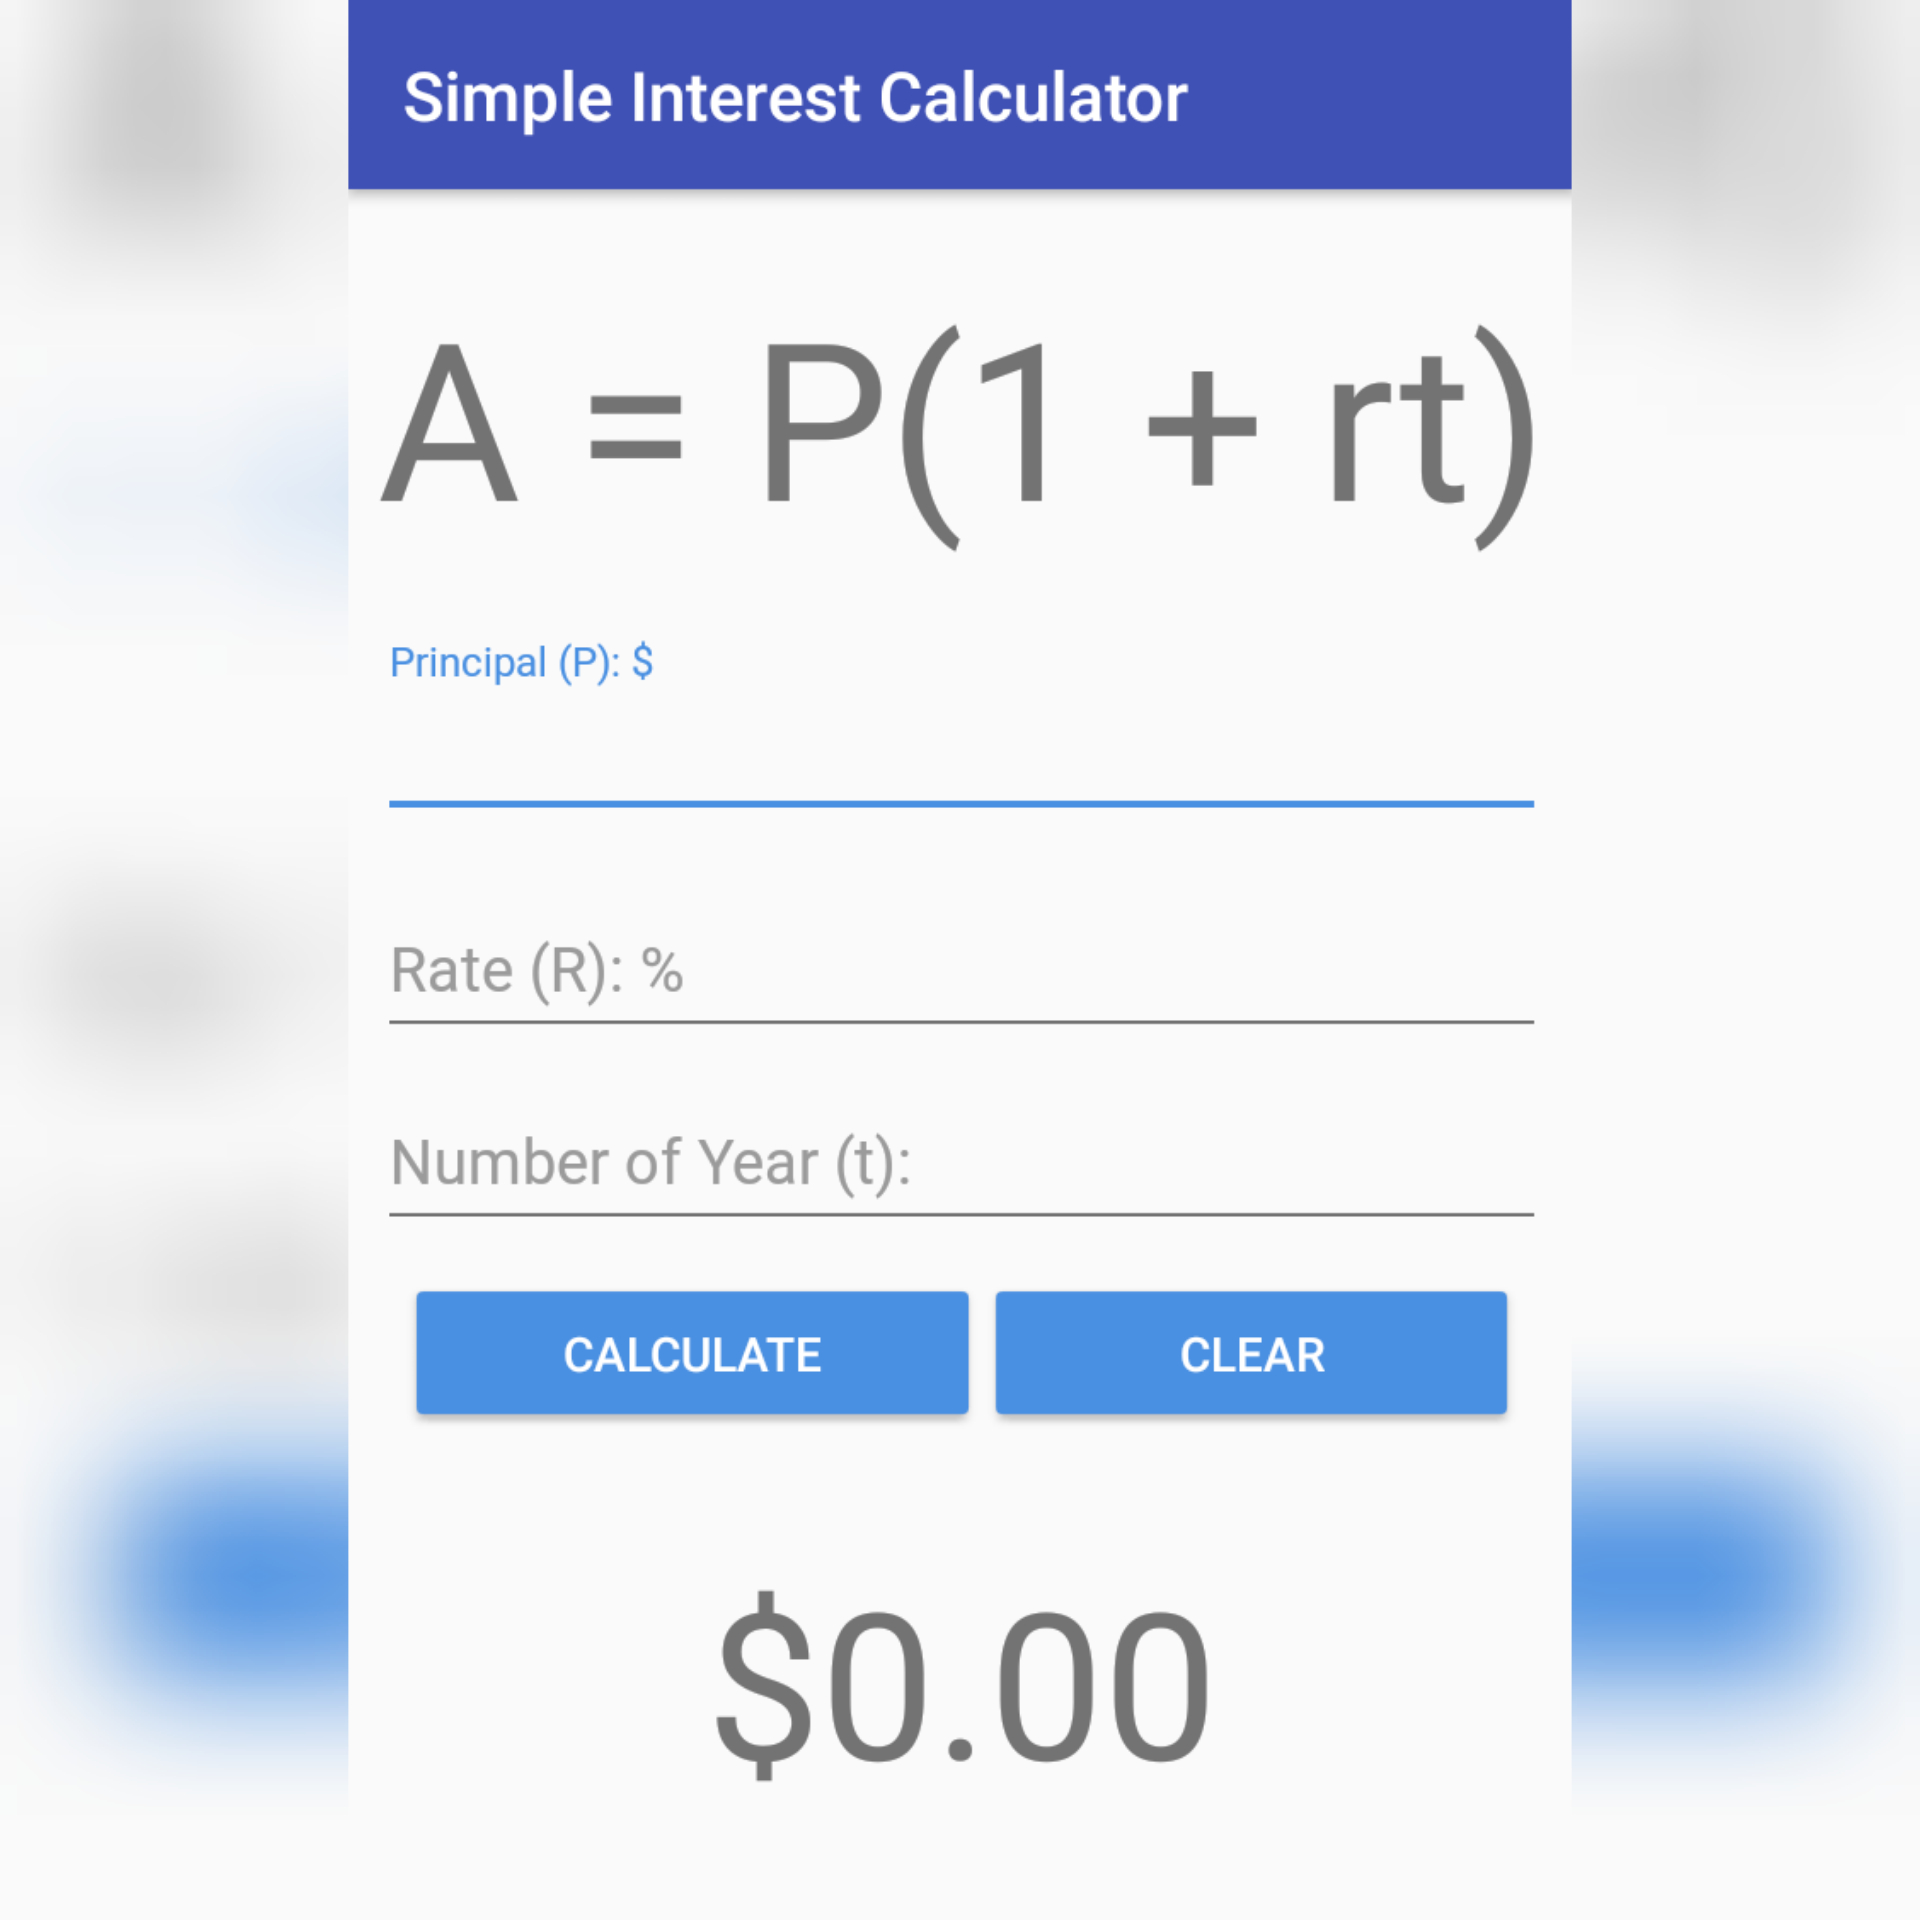 Simple Interest Calculator
A = P(1 + rt)
Principal (P): $
Rate (R): %
Number of Year (t):
CALCULATE CLEAR
$0.00